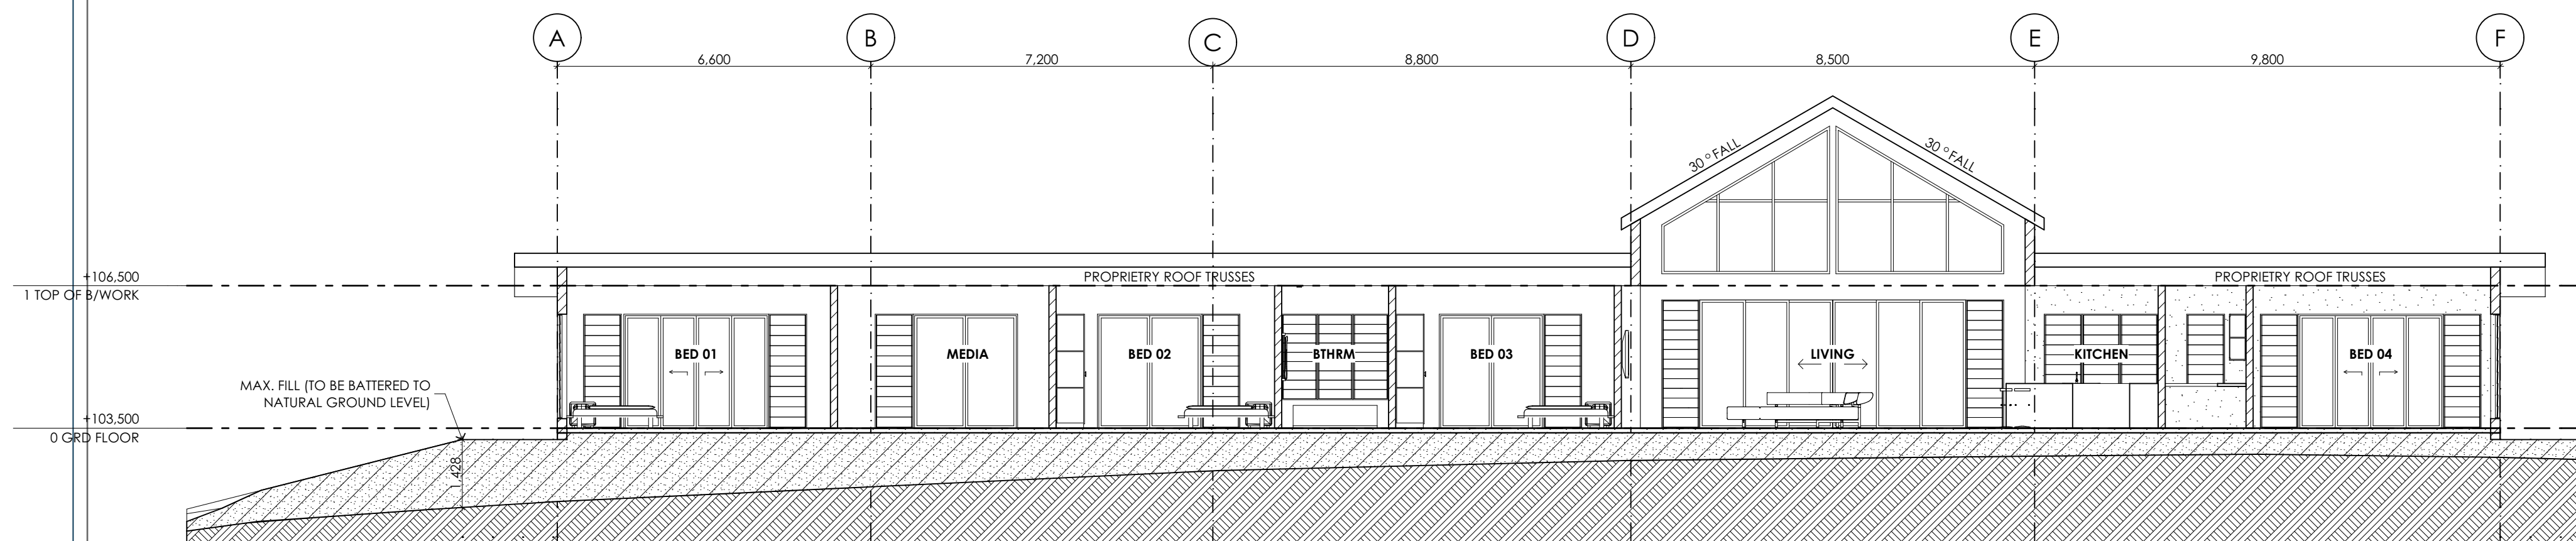 A B C D E F
6,600 7,200 8,800 8,500 9,800
30 ° FALL 30 ° FALL
+106,500
1 TOP OF B/WORK
PROPRIETRY ROOF TRUSSES PROPRIETRY ROOF TRUSSES
BED 01 MEDIA BED 02 BTHRM BED 03 LIVING KITCHEN BED 04
MAX. FILL (TO BE BATTERED TO
NATURAL GROUND LEVEL)
+103,500
0 GRD FLOOR
1,428